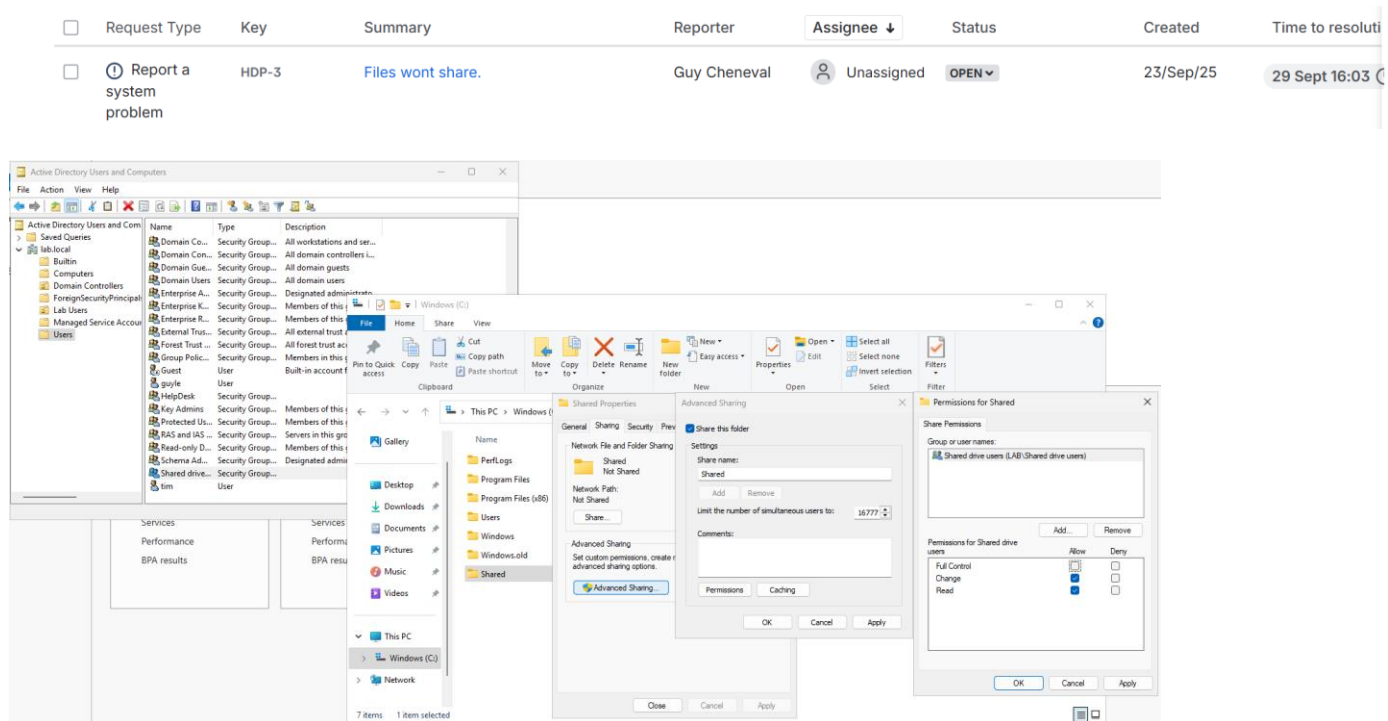 Request Type Key Summary Reporter Assignee ↓ Status Created Time to resoluti
Report a system problem HDP-3 Files wont share. Guy Cheneval Unassigned OPEN 23/Sep/25 29 Sept 16:03
Active Directory Users and Computers
File Action View Help
Active Directory Users and Com
Saved Queries
lab.local
Builtin
Computers
Domain Controllers
ForeignSecurityPrincipals
Lab Users
Managed Service Accour
Users
Name Type Description
Domain Co... Security Group... All workstations and ser...
Domain Con... Security Group... All domain controllers i...
Domain Gue... Security Group... All domain guests
Domain Users Security Group... All domain users
Enterprise A... Security Group... Designated administrato
Enterprise K... Security Group... Members of this
Enterprise R... Security Group... Members of this
External Trus... Security Group... All external trust
Forest Trust ... Security Group... All forest trust acc
Group Polic... Security Group... Members in this
Guest User Built-in account f
guyle User
HelpDesk Security Group...
Key Admins Security Group... Members of this
Protected Us... Security Group... Members of this
RAS and IAS ... Security Group... Servers in this gro
Read-only D... Security Group... Members of this
Schema Ad... Security Group... Designated admi
Shared drive... Security Group...
tim User
Services Services
Performance Performa
BPA results BPA resu
Windows (C:)
File Home Share View
Pin to Quick access
Copy
Paste
Cut
Copy path
Paste shortcut
Clipboard
Move to
Copy to
Delete
Rename
Organize
New folder
New
Easy access
New
Properties
Open
Edit
Open
Select all
Select none
Invert selection
Select
Filters
Filter
This PC > Windows (
Gallery
Desktop
Downloads
Documents
Pictures
Music
Videos
This PC
Windows (C:)
Network
Name
PerfLogs
Program Files
Program Files (x86)
Users
Windows
Windows.old
Shared
7 items 1 item selected
Shared Properties
General Sharing Security Prev
Network File and Folder Sharing
Shared
Not Shared
Network Path:
Not Shared
Share...
Advanced Sharing
Set custom permissions, create
advanced sharing options.
Advanced Sharing...
Close Cancel Apply
Advanced Sharing
Share this folder
Settings
Share name:
Shared
Add Remove
Limit the number of simultaneous users to: 16777
Comments:
Permissions Caching
OK Cancel Apply
Permissions for Shared
Share Permissions
Group or user names:
Shared drive users (LAB\Shared drive users)
Add... Remove
Permissions for Shared drive
users Allow Deny
Full Control
Change
Read
OK Cancel Apply